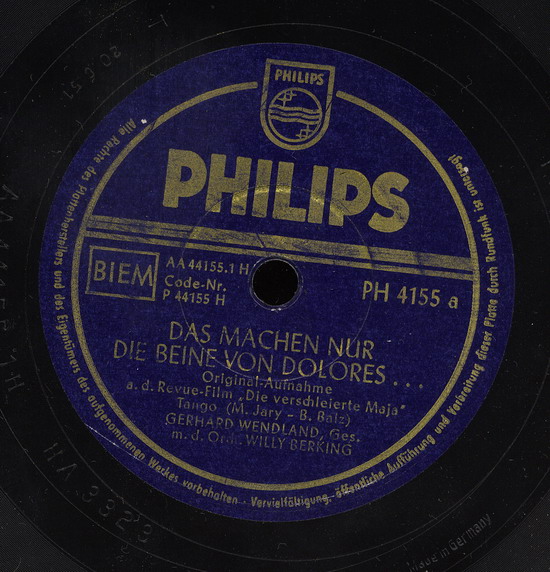 PHILIPS
PHILIPS
BIEM
AA 44155.1 H
Code-Nr.
P 44155 H
PH 4155 a
DAS MACHEN NUR
DIE BEINE VON DOLORES . . .
Original-Aufnahme
a. d. Revue-Film „Die verschleierte Maja"
Tango (M. Jary - B. Balz)
GERHARD WENDLAND, Ges.
m. d. Orch. WILLY BERKING
Alle Rechte des Plattenherstellers und des Eigentümers des aufgenommenen Werkes vorbehalten - Vervielfältigung, öffentliche Aufführung und Verbreitung dieser Platte durch Rundfunk ist untersagt
Made in Germany
20.6.51